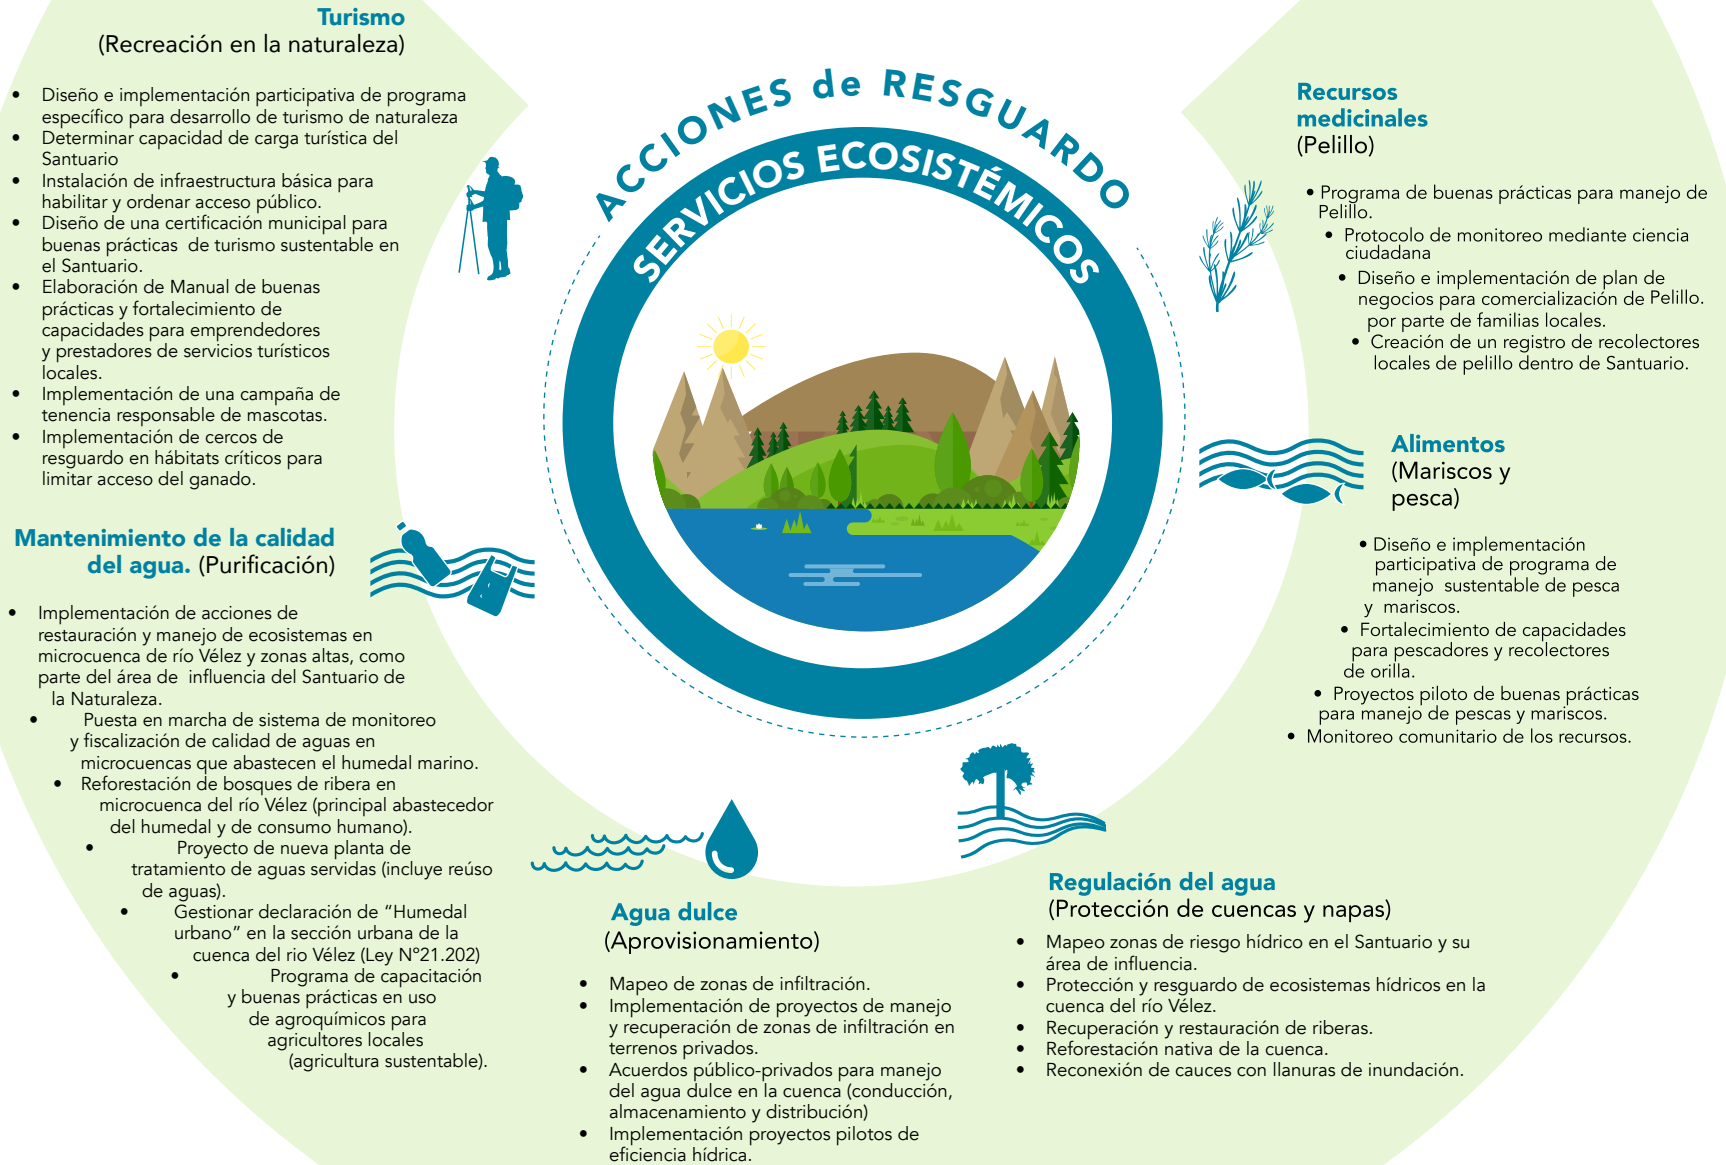 Turismo
(Recreación en la naturaleza)
• Diseño e implementación participativa de programa
específico para desarrollo de turismo de naturaleza
• Determinar capacidad de carga turística del
Santuario
• Instalación de infraestructura básica para
habilitar y ordenar acceso público.
• Diseño de una certificación municipal para
buenas prácticas  de turismo sustentable en
el Santuario.
• Elaboración de Manual de buenas
prácticas y fortalecimiento de
capacidades para emprendedores
y prestadores de servicios turísticos
locales.
• Implementación de una campaña de
tenencia responsable de mascotas.
• Implementación de cercos de
resguardo en hábitats críticos para
limitar acceso del ganado.
Mantenimiento de la calidad
del agua. (Purificación)
• Implementación de acciones de
restauración y manejo de ecosistemas en
microcuenca de río Vélez y zonas altas, como
parte del área de  influencia del Santuario de
la Naturaleza.
• Puesta en marcha de sistema de monitoreo
y fiscalización de calidad de aguas en
microcuencas que abastecen el humedal marino.
• Reforestación de bosques de ribera en
microcuenca del río Vélez (principal abastecedor
del humedal y de consumo humano).
• Proyecto de nueva planta de
tratamiento de aguas servidas (incluye reúso
de aguas).
• Gestionar declaración de “Humedal
urbano” en la sección urbana de la
cuenca del rio Vélez (Ley Nº21.202)
• Programa de capacitación
y buenas prácticas en uso
de agroquímicos para
agricultores locales
(agricultura sustentable).
ACCIONES de RESGUARDO
SERVICIOS ECOSISTÉMICOS
Agua dulce
(Aprovisionamiento)
• Mapeo de zonas de infiltración.
• Implementación de proyectos de manejo
y recuperación de zonas de infiltración en
terrenos privados.
• Acuerdos público-privados para manejo
del agua dulce en la cuenca (conducción,
almacenamiento y distribución)
• Implementación proyectos pilotos de
eficiencia hídrica.
Regulación del agua
(Protección de cuencas y napas)
• Mapeo zonas de riesgo hídrico en el Santuario y su
área de influencia.
• Protección y resguardo de ecosistemas hídricos en la
cuenca del río Vélez.
• Recuperación y restauración de riberas.
• Reforestación nativa de la cuenca.
• Reconexión de cauces con llanuras de inundación.
Recursos
medicinales
(Pelillo)
• Programa de buenas prácticas para manejo de
Pelillo.
• Protocolo de monitoreo mediante ciencia
ciudadana
• Diseño e implementación de plan de
negocios para comercialización de Pelillo.
por parte de familias locales.
• Creación de un registro de recolectores
locales de pelillo dentro de Santuario.
Alimentos
(Mariscos y
pesca)
• Diseño e implementación
participativa de programa de
manejo  sustentable de pesca
y  mariscos.
• Fortalecimiento de capacidades
para pescadores y recolectores
de orilla.
• Proyectos piloto de buenas prácticas
para manejo de pescas y mariscos.
• Monitoreo comunitario de los recursos.